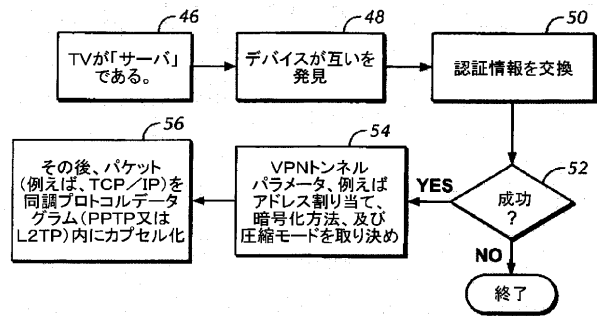 46
TVが「サーバ」
である。
48
デバイスが互いを
発見
50
認証情報を交換
52
成功
?
YES
NO
終了
54
VPNトンネル
パラメータ、例えば
アドレス割り当て、
暗号化方法、及び
圧縮モードを取り決め
56
その後、パケット
(例えば、TCP/IP)を
同調プロトコルデータ
グラム(PPTP又は
L2TP)内にカプセル化